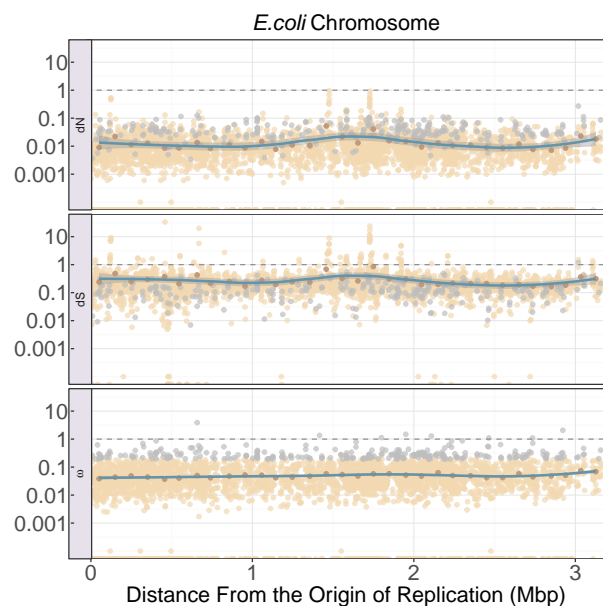 E.coli Chromosome
10
1
0.1
0.01
0.001
dN
10
1
0.1
0.01
0.001
dS
10
1
0.1
0.01
0.001
ω
0 1 2 3
Distance From the Origin of Replication (Mbp)